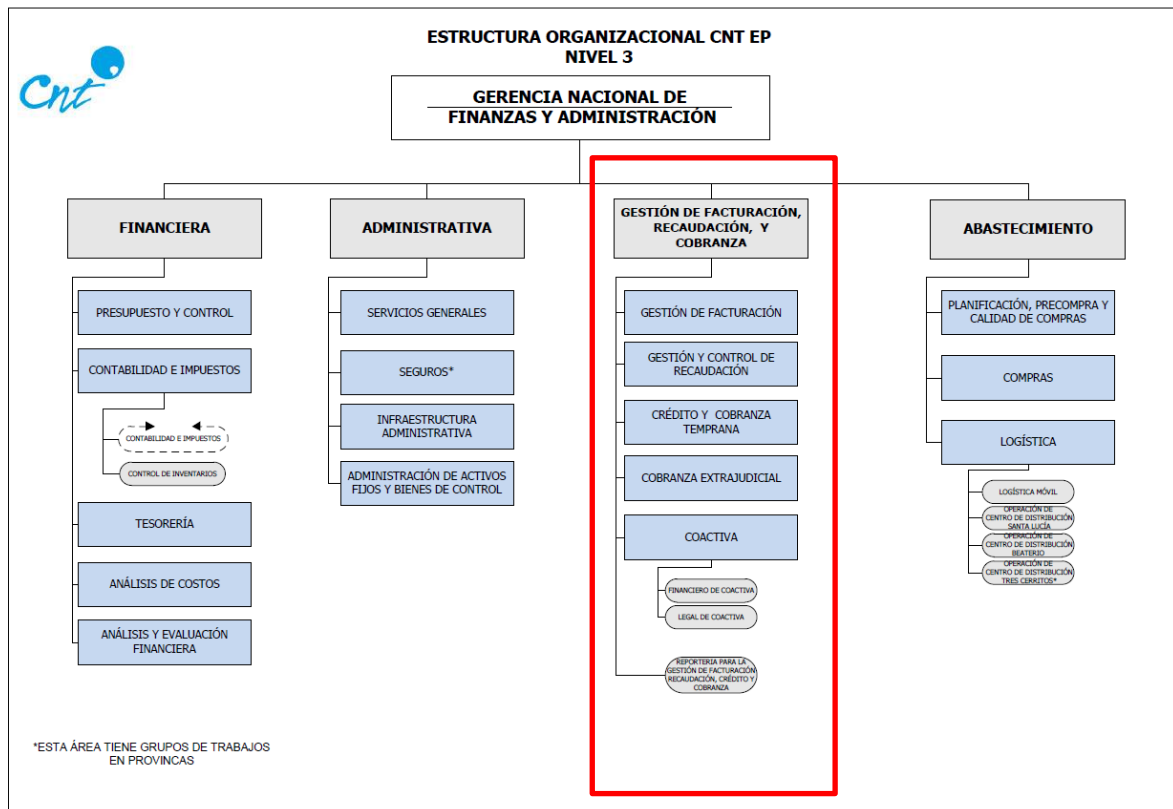 ESTRUCTURA ORGANIZACIONAL CNT EP
NIVEL 3
cnt
GERENCIA NACIONAL DE
FINANZAS Y ADMINISTRACIÓN
FINANCIERA
PRESUPUESTO Y CONTROL
CONTABILIDAD E IMPUESTOS
CONTABILIDAD E IMPUESTOS
CONTROL DE INVENTARIOS
TESORERÍA
ANÁLISIS DE COSTOS
ANÁLISIS Y EVALUACIÓN
FINANCIERA
ADMINISTRATIVA
SERVICIOS GENERALES
SEGUROS*
INFRAESTRUCTURA
ADMINISTRATIVA
ADMINISTRACIÓN DE ACTIVOS
FIJOS Y BIENES DE CONTROL
GESTIÓN DE FACTURACIÓN,
RECAUDACIÓN, Y
COBRANZA
GESTIÓN DE FACTURACIÓN
GESTIÓN Y CONTROL DE
RECAUDACIÓN
CRÉDITO Y COBRANZA
TEMPRANA
COBRANZA EXTRAJUDICIAL
COACTIVA
FINANCIERO DE COACTIVA
LEGAL DE COACTIVA
REPORTERIA PARA LA
GESTIÓN DE FACTURACIÓN
RECAUDACIÓN, CRÉDITO Y
COBRANZA
ABASTECIMIENTO
PLANIFICACIÓN, PRECOMPRA Y
CALIDAD DE COMPRAS
COMPRAS
LOGÍSTICA
LOGÍSTICA MÓVIL
OPERACIÓN DE
CENTRO DE DISTRIBUCIÓN
SANTA LUCÍA
OPERACIÓN DE
CENTRO DE DISTRIBUCIÓN
BEATERIO
OPERACIÓN DE
CENTRO DE DISTRIBUCIÓN
TRES CERRITOS*
*ESTA ÁREA TIENE GRUPOS DE TRABAJOS
EN PROVINCAS